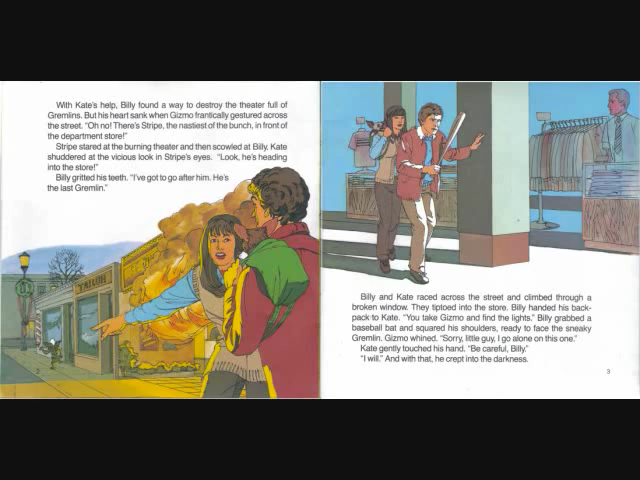 With Kate's help, Billy found a way to destroy the theater full of
Gremlins. But his heart sank when Gizmo frantically gestured across
the street. "Oh no! There's Stripe, the nastiest of the bunch, in front of
the department store!"
Stripe stared at the burning theater and then scowled at Billy. Kate
shuddered at the vicious look in Stripe's eyes. "Look, he's heading
into the store!"
Billy gritted his teeth. "I've got to go after him. He's
the last Gremlin."
TAILOR
2
Billy and Kate raced across the street and climbed through a
broken window. They tiptoed into the store. Billy handed his back-
pack to Kate. "You take Gizmo and find the lights." Billy grabbed a
baseball bat and squared his shoulders, ready to face the sneaky
Gremlin. Gizmo whined. "Sorry, little guy, I go alone on this one."
Kate gently touched his hand. "Be careful, Billy."
"I will." And with that, he crept into the darkness.
3